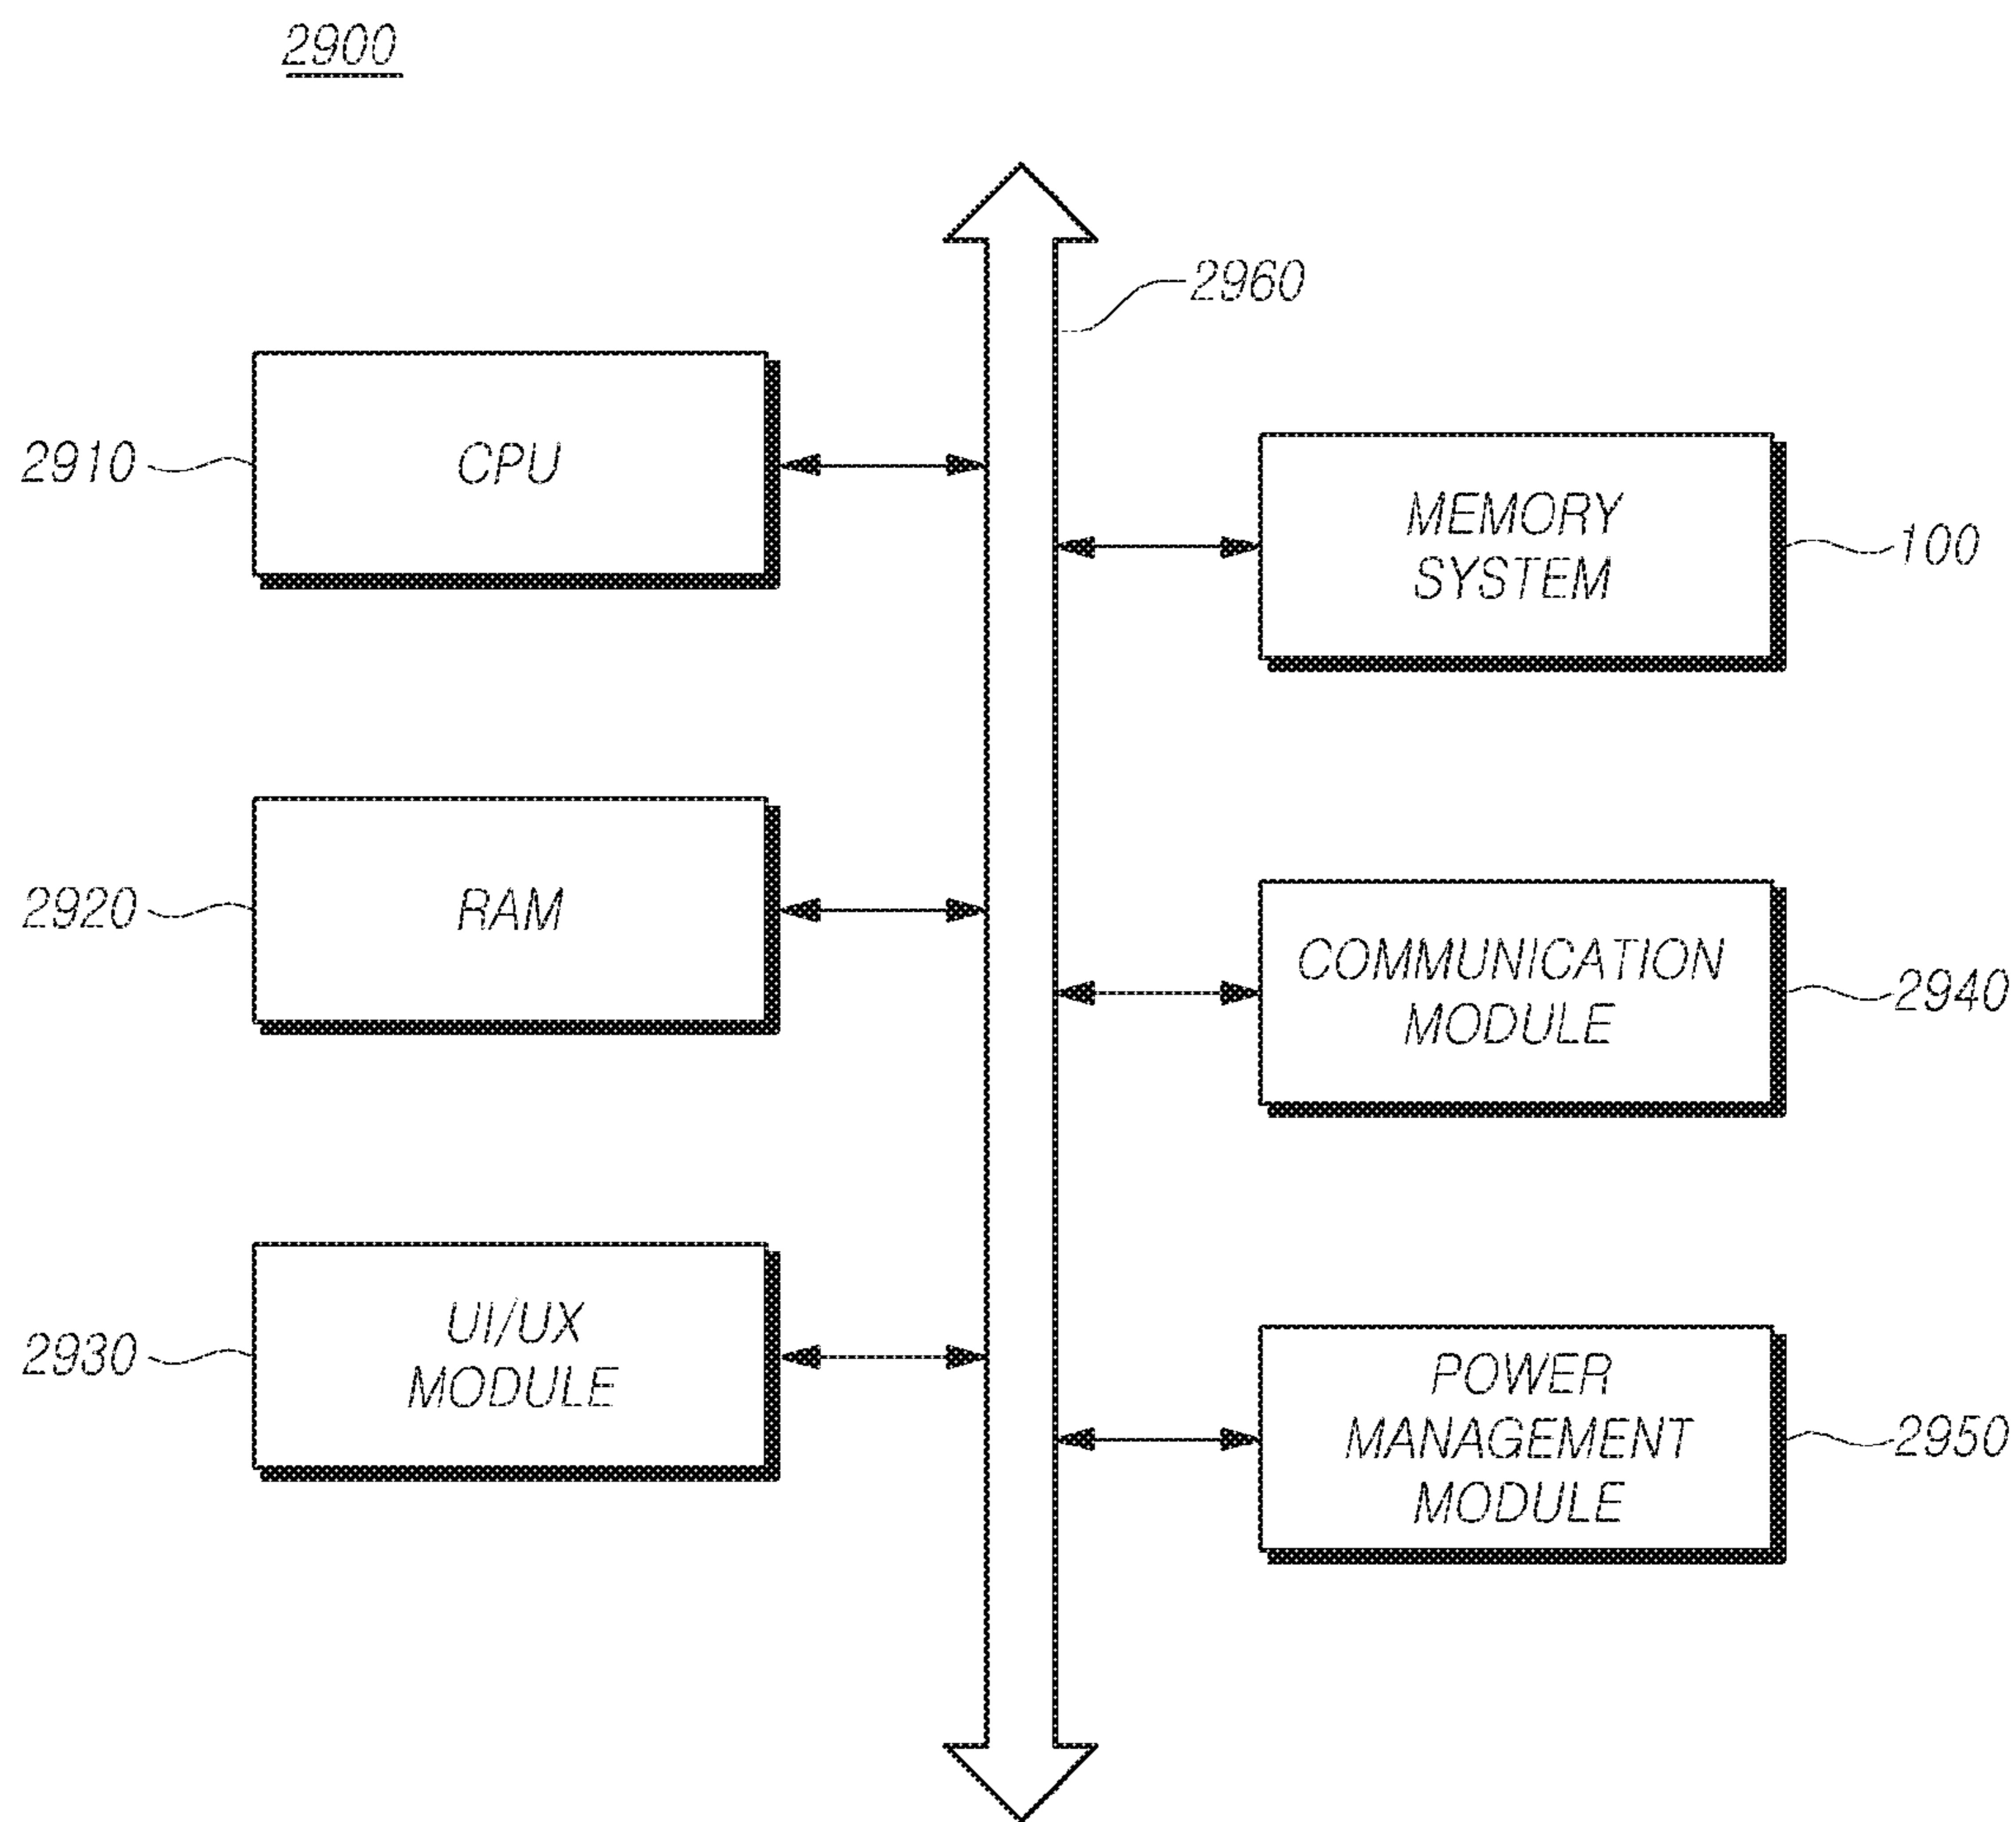 2900
2960
2910
CPU
MEMORY
SYSTEM
100
2920
RAM
COMMUNICATION
MODULE
2940
2930
UI/UX
MODULE
POWER
MANAGEMENT
MODULE
2950